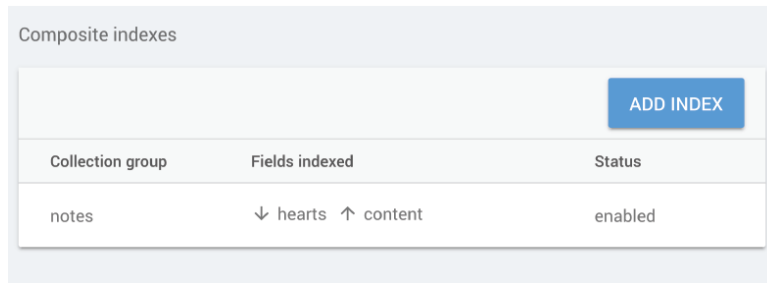 Composite indexes
ADD INDEX
Collection group Fields indexed Status
notes ↓ hearts ↑ content enabled